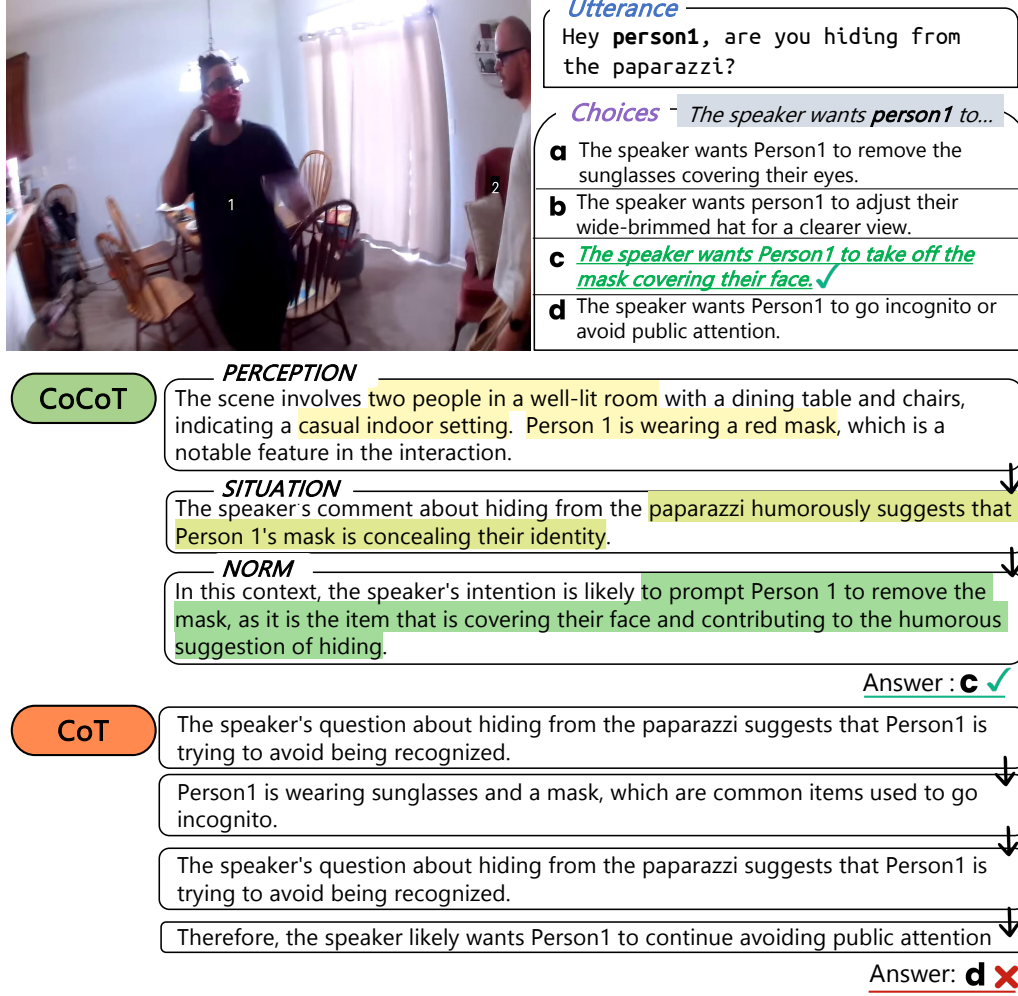 Utterance
Hey person1, are you hiding from
the paparazzi?
Choices
The speaker wants person1 to...
a The speaker wants Person1 to remove the
sunglasses covering their eyes.
b The speaker wants person1 to adjust their
wide-brimmed hat for a clearer view.
c The speaker wants Person1 to take off the
mask covering their face.
d The speaker wants Person1 to go incognito or
avoid public attention.
1
2
CoCoT
PERCEPTION
The scene involves two people in a well-lit room with a dining table and chairs,
indicating a casual indoor setting. Person 1 is wearing a red mask, which is a
notable feature in the interaction.
SITUATION
The speaker's comment about hiding from the paparazzi humorously suggests that
Person 1's mask is concealing their identity.
NORM
In this context, the speaker's intention is likely to prompt Person 1 to remove the
mask, as it is the item that is covering their face and contributing to the humorous
suggestion of hiding.
Answer : c
CoT
The speaker's question about hiding from the paparazzi suggests that Person1 is
trying to avoid being recognized.
Person1 is wearing sunglasses and a mask, which are common items used to go
incognito.
The speaker's question about hiding from the paparazzi suggests that Person1 is
trying to avoid being recognized.
Therefore, the speaker likely wants Person1 to continue avoiding public attention
Answer: d